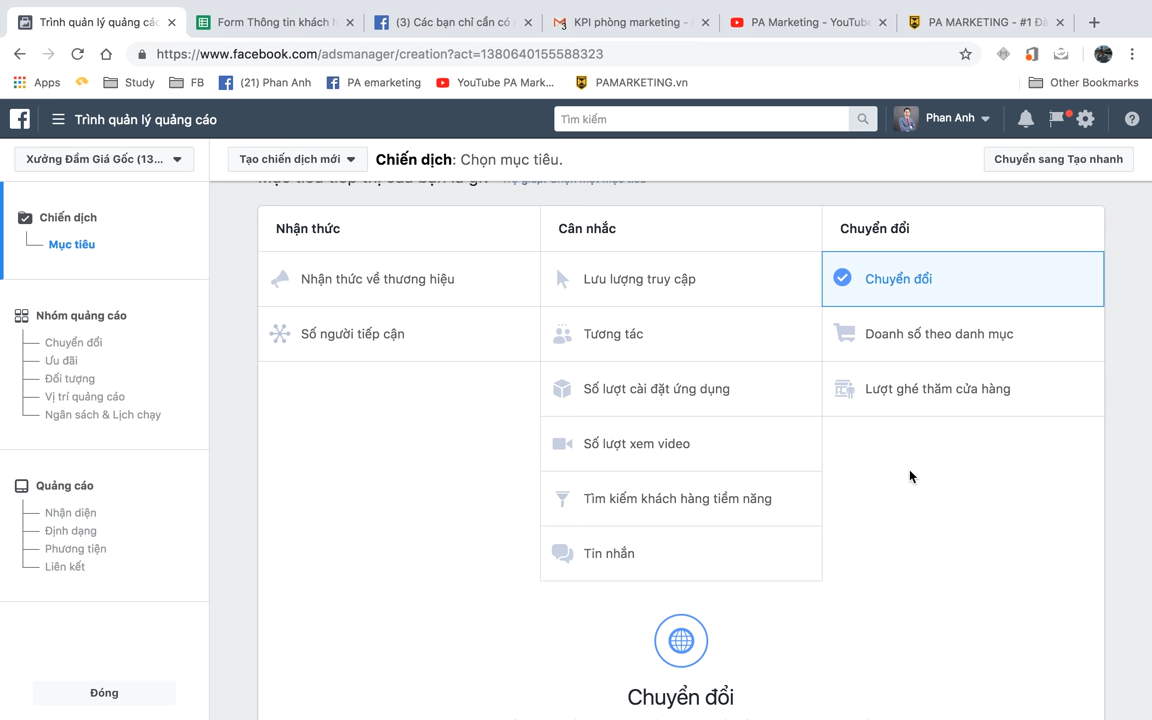 Trình quản lý quảng cá
Form Thông tin khách h
(3) Các bạn chỉ cần có
KPI phòng marketing -
PA Marketing - YouTube
PA MARKETING - #1 Đà
https://www.facebook.com/adsmanager/creation?act=1380640155588323
Apps
Study
FB
(21) Phan Anh
PA emarketing
YouTube PA Mark...
PAMARKETING.vn
Other Bookmarks
Trình quản lý quảng cáo
Tìm kiếm
Phan Anh
Xưởng Đầm Giá Gốc (13...
Tạo chiến dịch mới
Chiến dịch: Chọn mục tiêu.
Chuyển sang Tạo nhanh
Chiến dịch
Mục tiêu
Nhóm quảng cáo
Chuyển đổi
Ưu đãi
Đối tượng
Vị trí quảng cáo
Ngân sách & Lịch chạy
Quảng cáo
Nhận diện
Định dạng
Phương tiện
Liên kết
Đóng
Nhận thức
Cân nhắc
Chuyển đổi
Nhận thức về thương hiệu
Lưu lượng truy cập
Chuyển đổi
Số người tiếp cận
Tương tác
Doanh số theo danh mục
Số lượt cài đặt ứng dụng
Lượt ghé thăm cửa hàng
Số lượt xem video
Tìm kiếm khách hàng tiềm năng
Tin nhắn
Chuyển đổi